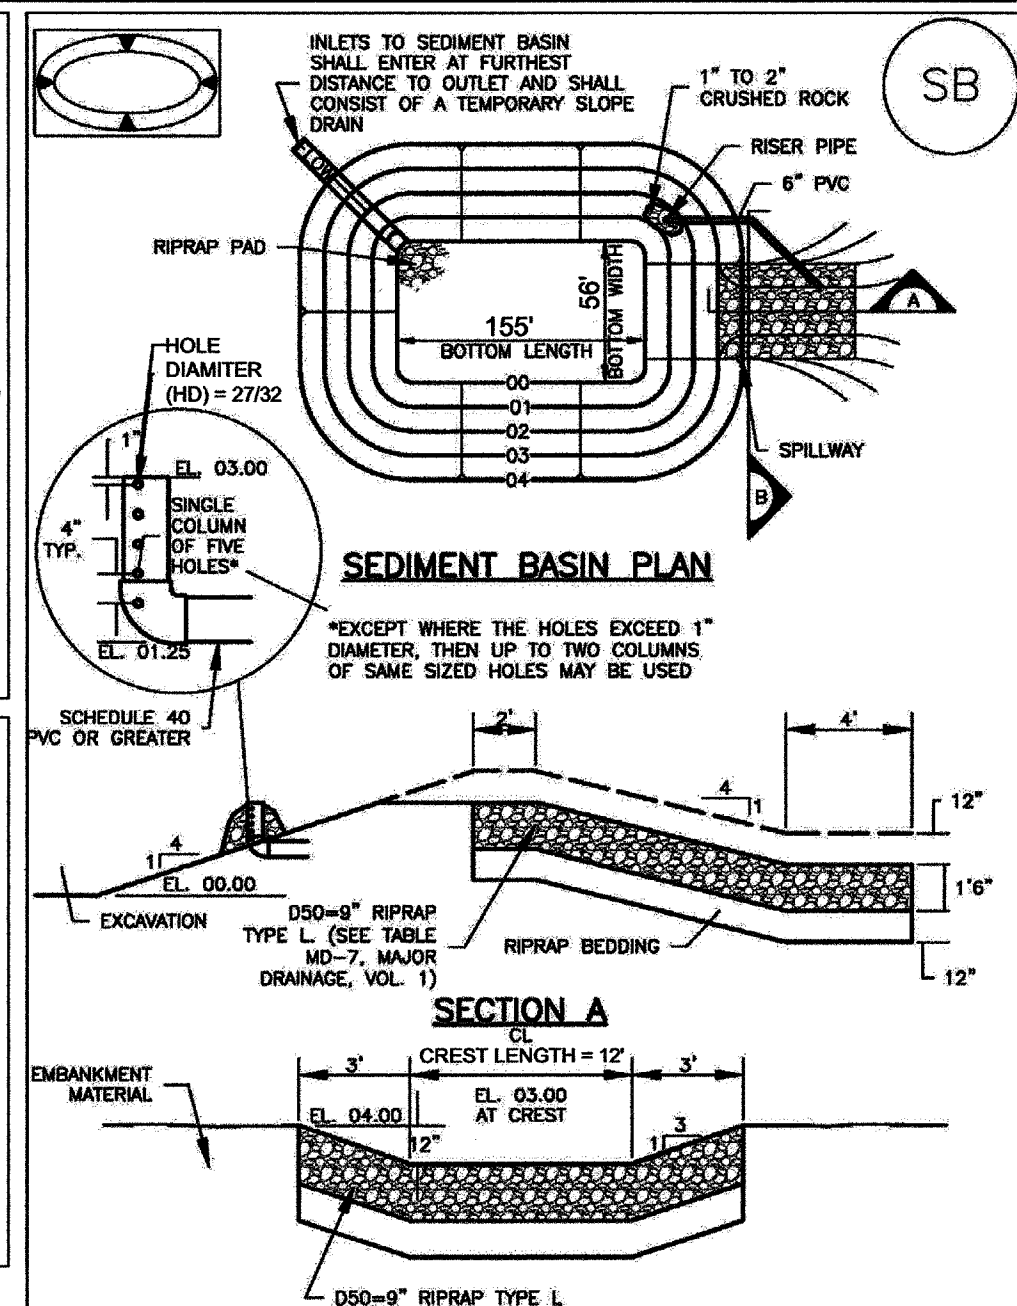 INLETS TO SEDIMENT BASIN
SHALL ENTER AT FURTHEST
DISTANCE TO OUTLET AND SHALL
CONSIST OF A TEMPORARY SLOPE
DRAIN
1" TO 2"
CRUSHED ROCK
SB
RISER PIPE
6" PVC
FLOW
RIPRAP PAD
A
56'
BOTTOM WIDTH
155'
BOTTOM LENGTH
00
01
02
03
04
SPILLWAY
B
HOLE
DIAMITER
(HD) = 27/32
1"
EL. 03.00
SINGLE
COLUMN
OF FIVE
HOLES*
4"
TYP.
EL. 01.25
SEDIMENT BASIN PLAN
*EXCEPT WHERE THE HOLES EXCEED 1"
DIAMETER, THEN UP TO TWO COLUMNS
OF SAME SIZED HOLES MAY BE USED
SCHEDULE 40
PVC OR GREATER
2'
4'
4
1
12"
4
1
EL. 00.00
1'6"
EXCAVATION
D50=9" RIPRAP
TYPE L. (SEE TABLE
MD-7, MAJOR
DRAINAGE, VOL. 1)
RIPRAP BEDDING
12"
SECTION A
CL
CREST LENGTH = 12'
3'
3'
EMBANKMENT
MATERIAL
EL. 04.00
EL. 03.00
AT CREST
12"
3
1
D50=9" RIPRAP TYPE L